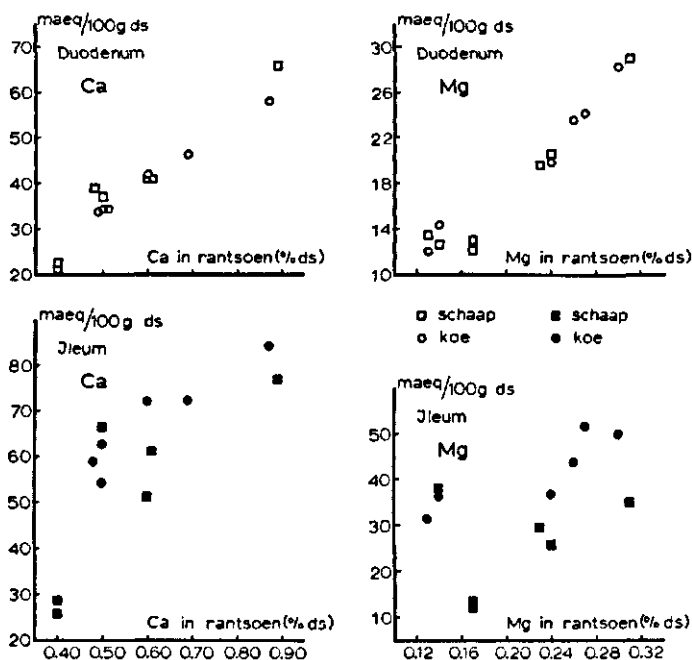 maeq/100g ds
Duodenum
Ca
70
60
50
40
30
20
Ca in rantsoen (% ds)
maeq/100g ds
Duodenum
Mg
30
26
22
18
14
10
Mg in rantsoen (% ds)
maeq/100g ds
Jleum
Ca
80
70
60
50
40
30
20
Ca in rantsoen (% ds)
0.40 0.50 0.60 0.70 0.80 0.90
schaap schaap
koe koe
maeq/100g ds
Jleum
Mg
50
40
30
20
10
Mg in rantsoen (% ds)
0.12 0.16 0.20 0.24 0.28 0.32